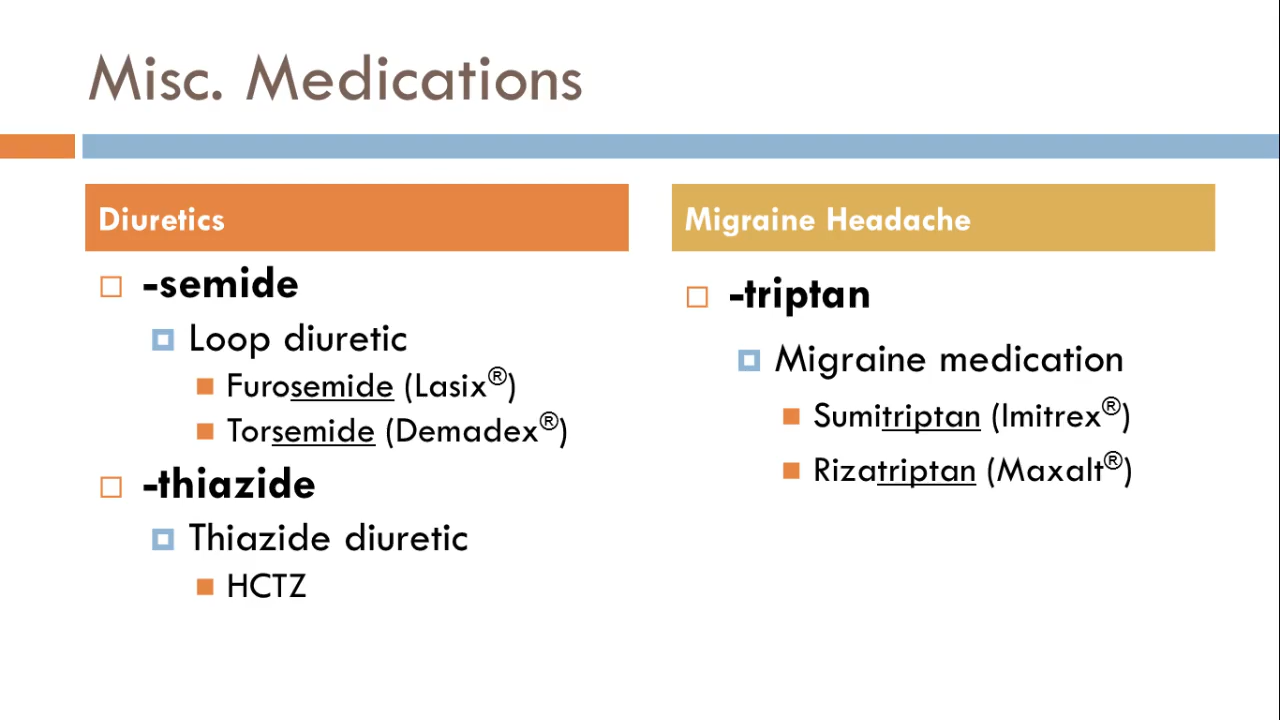 Misc. Medications
Diuretics
-semide
Loop diuretic
Furosemide (Lasix®)
Torsemide (Demadex®)
-thiazide
Thiazide diuretic
HCTZ
Migraine Headache
-triptan
Migraine medication
Sumitriptan (Imitrex®)
Rizatriptan (Maxalt®)